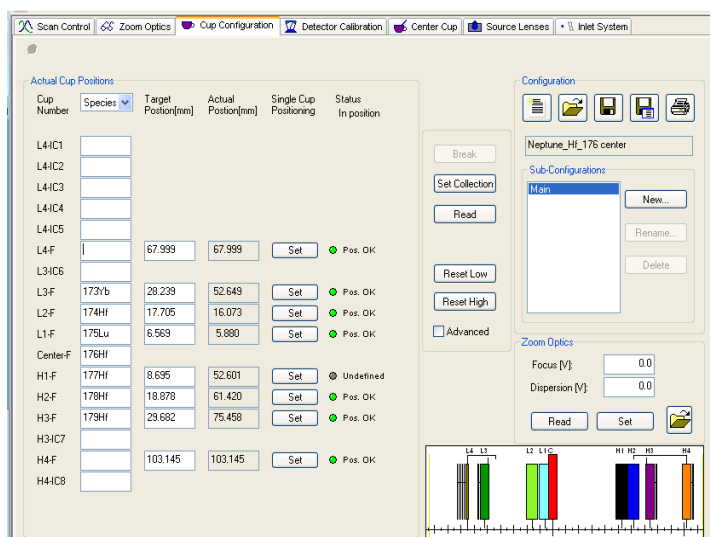 Scan Control Zoom Optics Cup Configuration Detector Calibration Center Cup Source Lenses Inlet System
Actual Cup Positions
Cup Number Species Target Postion[mm] Actual Postion[mm] Single Cup Positioning Status In position
L4-IC1
L4-IC2
L4-IC3
L4-IC4
L4-IC5
L4-F 67.999 67.999 Set Pos. OK
L3-IC6
L3-F 173Yb 28.239 52.649 Set Pos. OK
L2-F 174Hf 17.705 16.073 Set Pos. OK
L1-F 175Lu 6.569 5.880 Set Pos. OK
Center-F 176Hf
H1-F 177Hf 8.695 52.601 Set Undefined
H2-F 178Hf 18.878 61.420 Set Pos. OK
H3-F 179Hf 29.682 75.458 Set Pos. OK
H3-IC7
H4-F 103.145 103.145 Set Pos. OK
H4-IC8
Break
Set Collection
Read
Reset Low
Reset High
Advanced
Configuration
Neptune_Hf_176 center
Sub-Configurations
Main
New...
Rename...
Delete
Zoom Optics
Focus [V]: 0.0
Dispersion [V]: 0.0
Read Set
L4 L3 L2 L1 C H1 H2 H3 H4